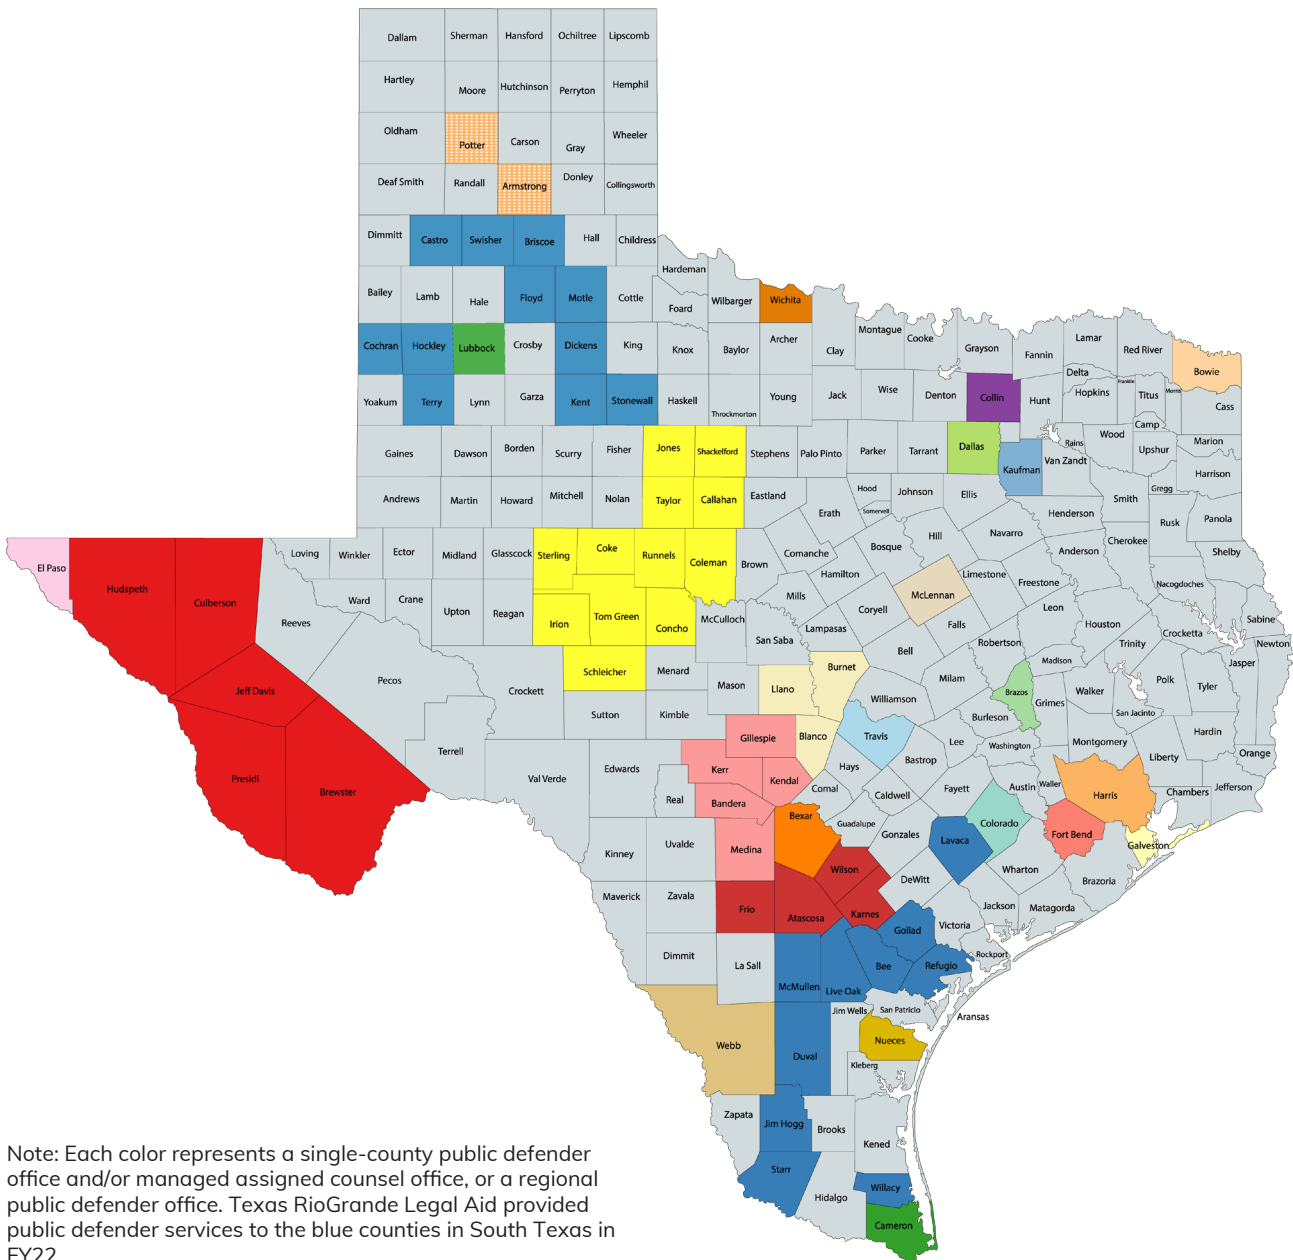 Dallam Sherman Hansford Ochiltree Lipscomb
Hartley Moore Hutchinson Perryton Hemphil
Oldham Potter Carson Gray Wheeler
Deaf Smith Randall Armstrong Donley Collingsworth
Dimmitt Castro Swisher Briscoe Hall Childress
Hardeman
Bailey Lamb Hale Floyd Motle Cottle Foard Wilbarger Wichita
Cochran Hockley Lubbock Crosby Dickens King Knox Baylor Archer Clay Montague Cooke Grayson Fannin Lamar Red River Bowie
Yoakum Terry Lynn Garza Kent Stonewall Haskell Throckmorton Young Jack Wise Denton Collin Hunt Delta Hopkins Franklin Titus Morris Cass
Gaines Dawson Borden Scurry Fisher Jones Shackelford Stephens Palo Pinto Parker Tarrant Dallas Kaufman Rains Van Zandt Wood Camp Upshur Marion Harrison
Andrews Martin Howard Mitchell Nolan Taylor Callahan Eastland Erath Hood Somervell Johnson Ellis Navarro Henderson Smith Gregg Rusk Panola
El Paso Hudspeth Culberson Loving Winkler Ector Midland Glasscock Sterling Coke Runnels Coleman Brown Comanche Hamilton Bosque Hill Limestone Freestone Anderson Cherokee Nacogdoches Shelby
Reeves Ward Crane Upton Reagan Irion Tom Green Concho McCulloch San Saba Mills Lampasas Coryell McLennan Falls Leon Robertson Houston Trinity Crocketta Sabine Newton
Jeff Davis Pecos Crockett Schleicher Menard Mason Llano Burnet Bell Milam Williamson Brazos Madison Grimes Walker San Jacinto Polk Tyler Jasper
Presidi Brewster Terrell Val Verde Sutton Kimble Gillespie Blanco Travis Hays Bastrop Lee Burleson Washington Montgomery Liberty Hardin Orange
Edwards Real Kerr Kendal Bandera Comal Caldwell Fayett Austin Waller Harris Chambers Jefferson
Kinney Uvalde Medina Bexar Guadalupe Gonzales Lavaca Colorado Fort Bend Galveston
Maverick Zavala Frio Atascosa Wilson Karnes DeWitt Wharton Brazoria
Jackson Matagorda
Dimmit La Sall McMullen Live Oak Bee Goliad Victoria Refugio Rockport
Webb Duval Jim Wells San Patricio Aransas
Nueces
Kleberg
Zapata Jim Hogg Brooks Kened
Starr Hidalgo Willacy
Cameron
Note: Each color represents a single-county public defender
office and/or managed assigned counsel office, or a regional
public defender office. Texas RioGrande Legal Aid provided
public defender services to the blue counties in South Texas in
FY22